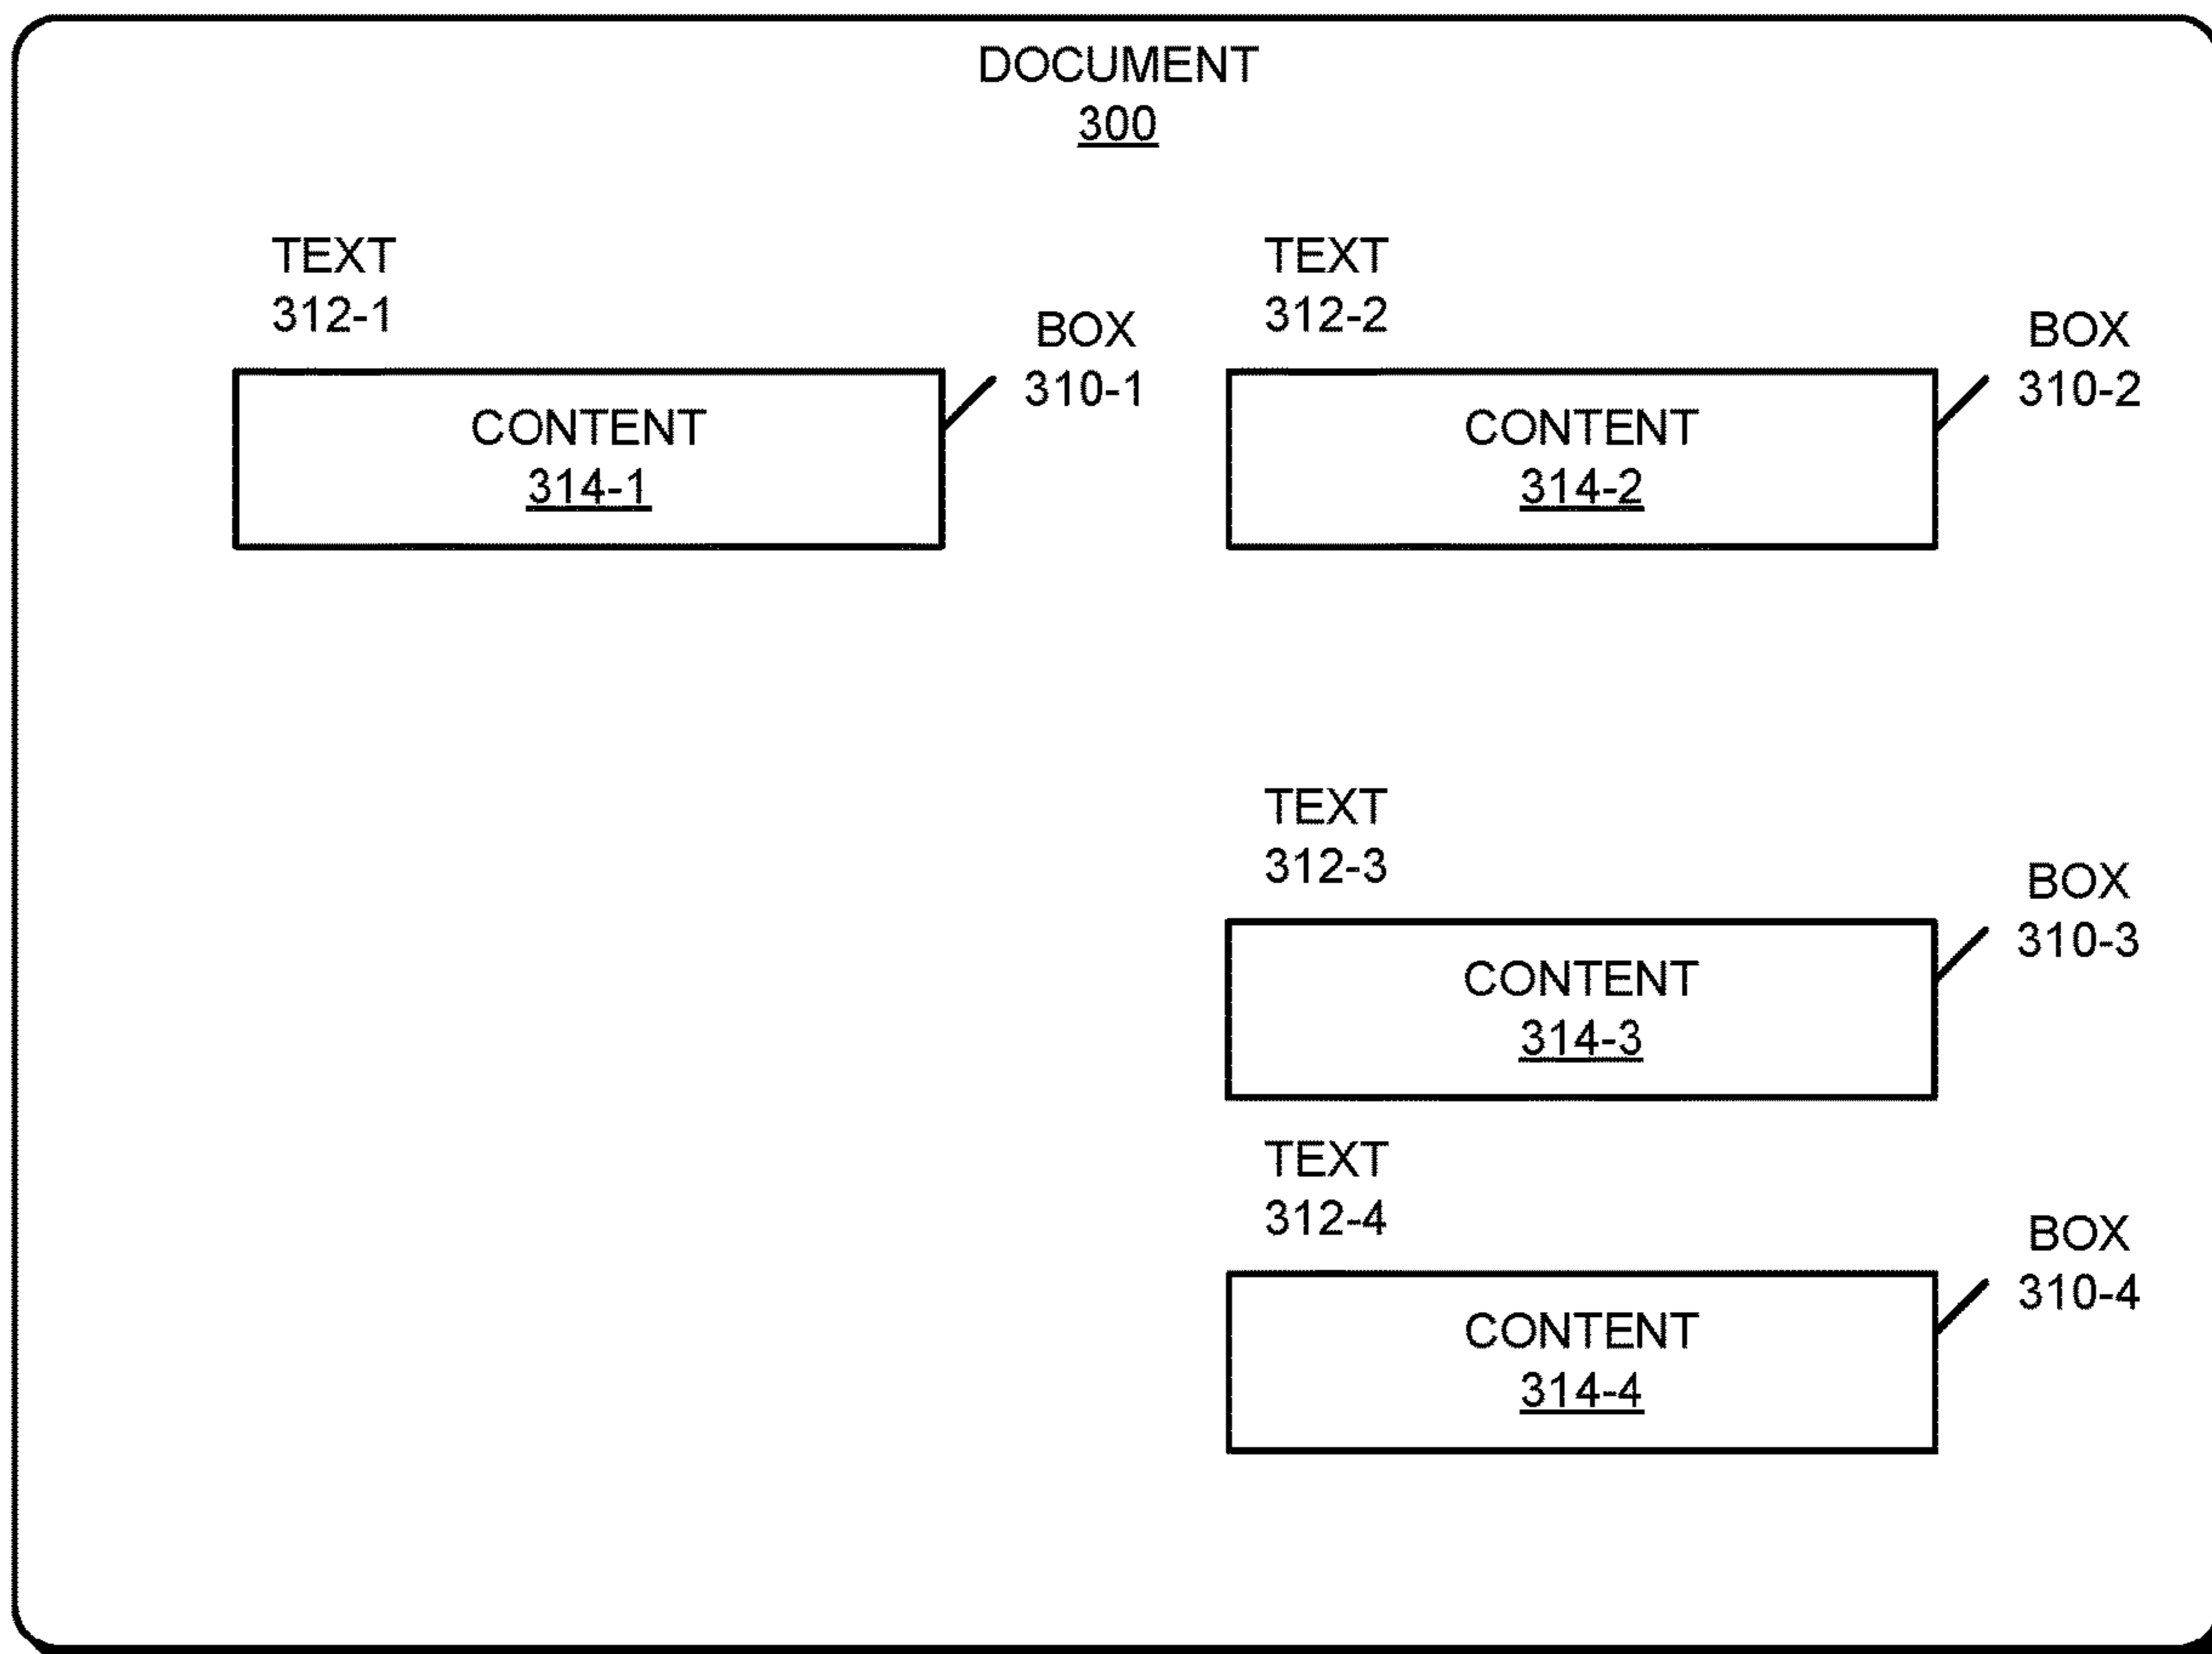 DOCUMENT
300
TEXT
312-1
BOX
310-1
CONTENT
314-1
TEXT
312-2
BOX
310-2
CONTENT
314-2
TEXT
312-3
BOX
310-3
CONTENT
314-3
TEXT
312-4
BOX
310-4
CONTENT
314-4